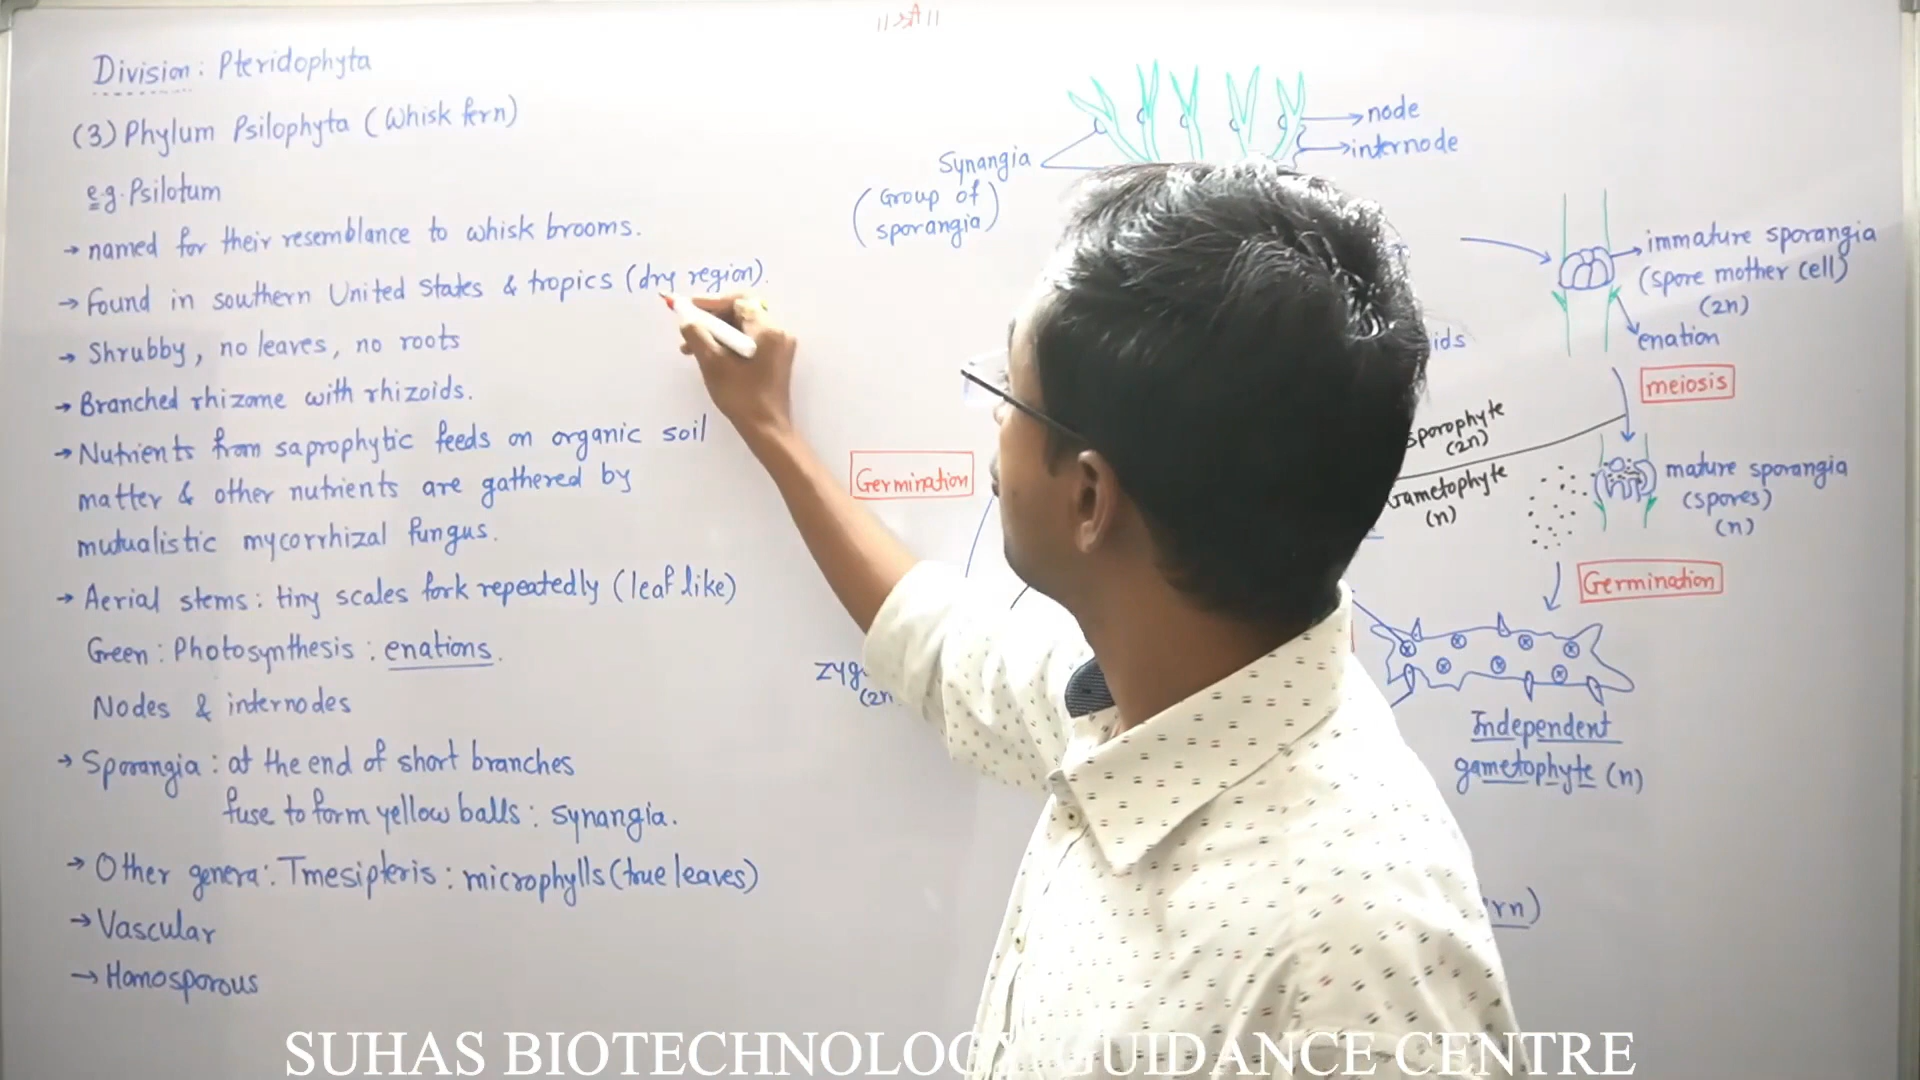 ||श्री||
Division: Pteridophyta
(3) Phylum Psilophyta (Whisk fern)
e.g. Psilotum
→ named for their resemblance to whisk brooms.
→ Found in southern United States & tropics (dry region).
→ Shrubby, no leaves, no roots
→ Branched rhizome with rhizoids.
→ Nutrients from saprophytic feeds on organic soil
matter & other nutrients are gathered by
mutualistic mycorrhizal fungus.
→ Aerial stems: tiny scales fork repeatedly (leaf like)
Green: Photosynthesis: enations.
Nodes & internodes
→ Sporangia: at the end of short branches
fuse to form yellow balls: synangia.
→ Other genera: Tmesipteris: microphylls (true leaves)
→ Vascular
→ Homosporous
node
internode
Synangia
(Group of
sporangia)
immature sporangia
(spore mother cell)
(2n)
enation
meiosis
sporophyte
(2n)
Gametophyte
(n)
mature sporangia
(spores)
(n)
Germination
Germination
Independent
gametophyte (n)
SUHAS BIOTECHNOLOGY GUIDANCE CENTRE